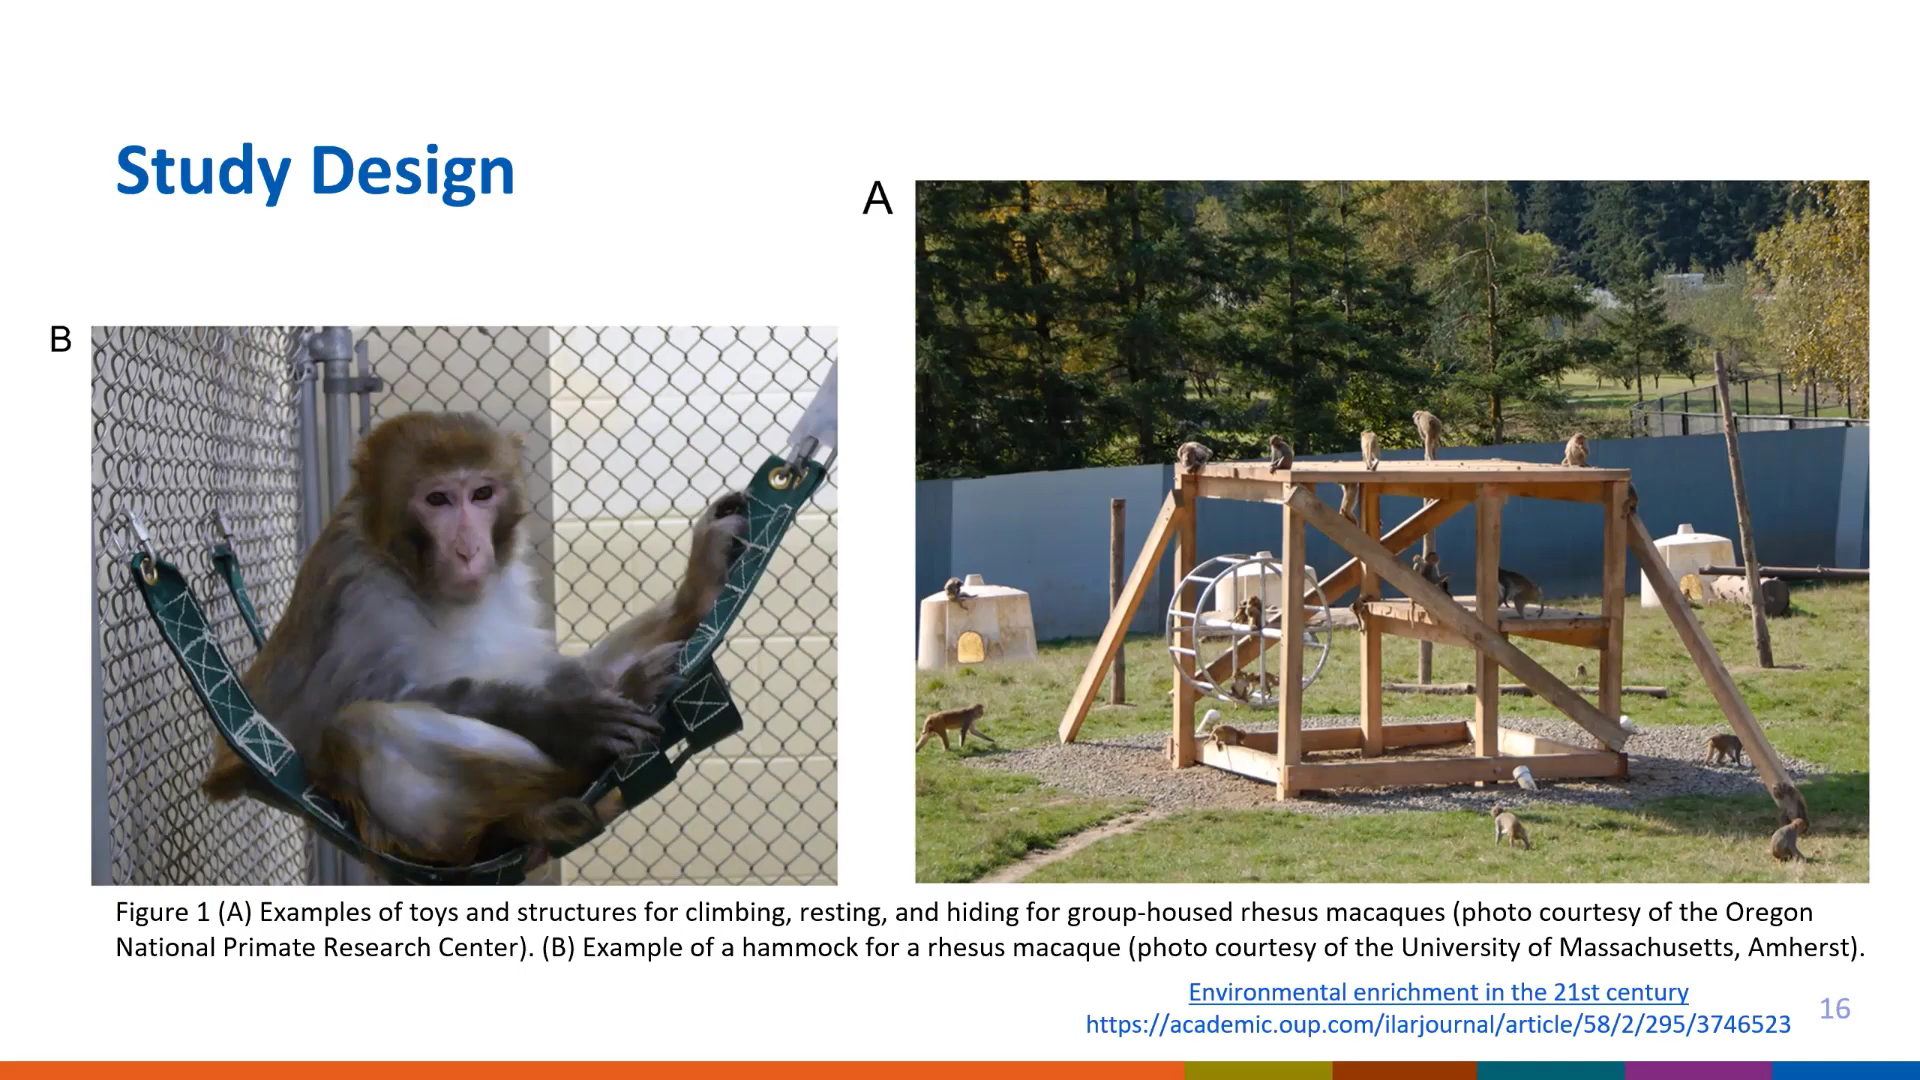 Study Design
A
B
Figure 1 (A) Examples of toys and structures for climbing, resting, and hiding for group-housed rhesus macaques (photo courtesy of the Oregon
National Primate Research Center). (B) Example of a hammock for a rhesus macaque (photo courtesy of the University of Massachusetts, Amherst).
Environmental enrichment in the 21st century
https://academic.oup.com/ilarjournal/article/58/2/295/3746523
16